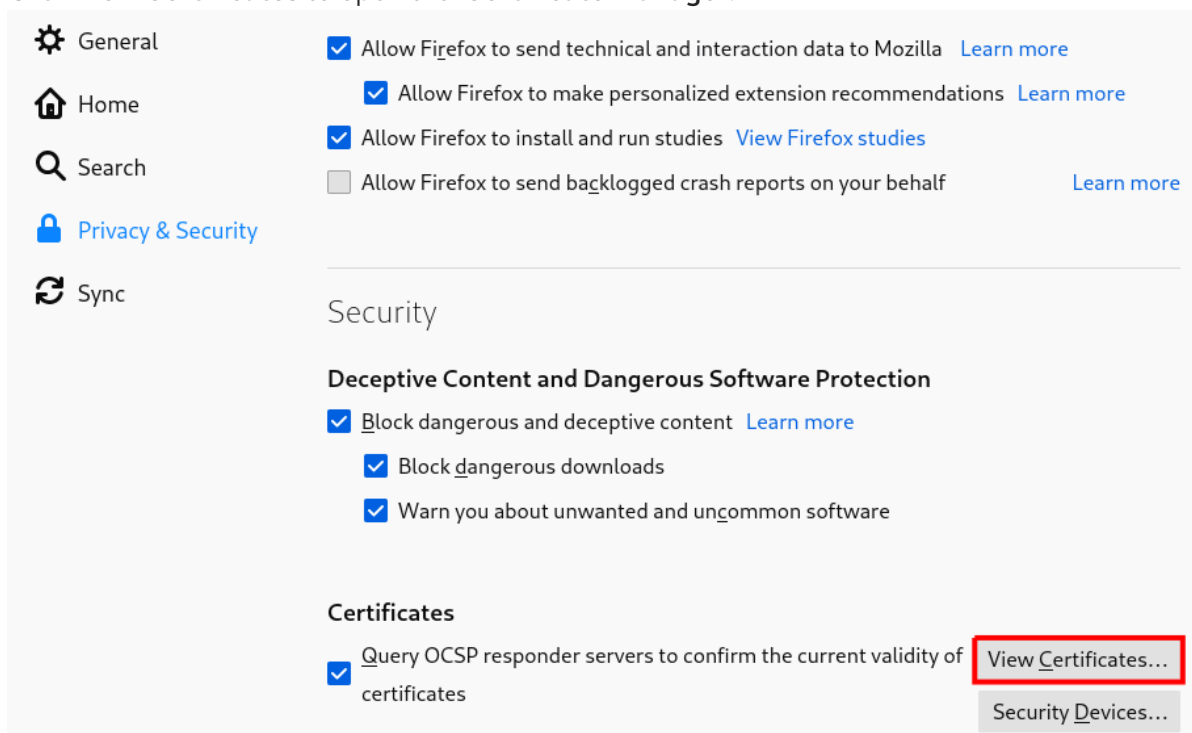 General
Home
Search
Privacy & Security
Sync
Allow Firefox to send technical and interaction data to Mozilla Learn more
Allow Firefox to make personalized extension recommendations Learn more
Allow Firefox to install and run studies View Firefox studies
Allow Firefox to send backlogged crash reports on your behalf Learn more
Security
Deceptive Content and Dangerous Software Protection
Block dangerous and deceptive content Learn more
Block dangerous downloads
Warn you about unwanted and uncommon software
Certificates
Query OCSP responder servers to confirm the current validity of
certificates
View Certificates...
Security Devices...